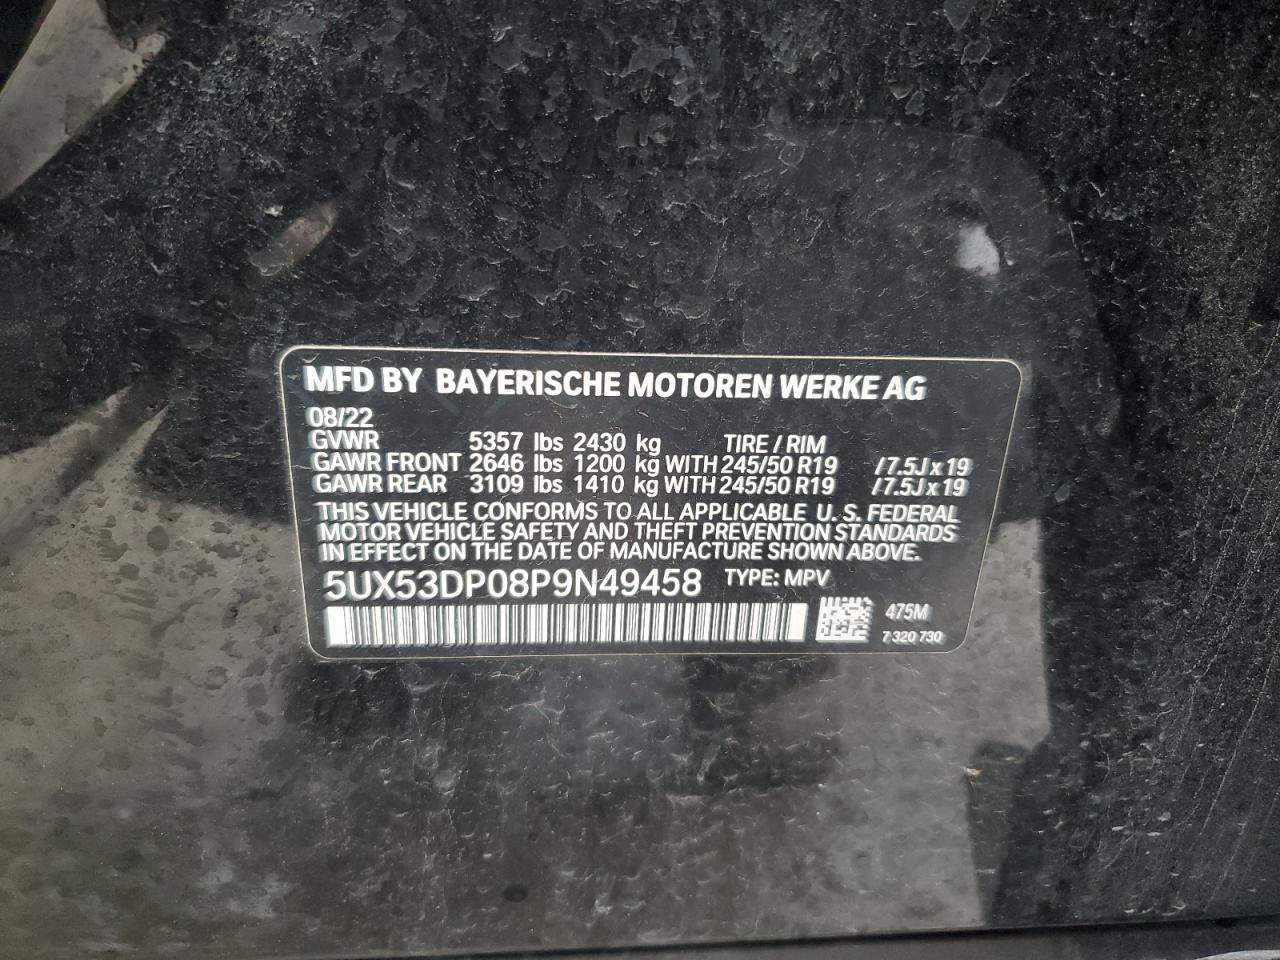 MFD BY BAYERISCHE MOTOREN WERKE AG
08/22
GVWR 5357 lbs 2430 kg TIRE / RIM
GAWR FRONT 2646 lbs 1200 kg WITH 245/50 R19 / 7.5J x 19
GAWR REAR 3109 lbs 1410 kg WITH 245/50 R19 / 7.5J x 19
THIS VEHICLE CONFORMS TO ALL APPLICABLE U. S. FEDERAL
MOTOR VEHICLE SAFETY AND THEFT PREVENTION STANDARDS
IN EFFECT ON THE DATE OF MANUFACTURE SHOWN ABOVE.
5UX53DP08P9N49458 TYPE: MPV
475M
7 320 730